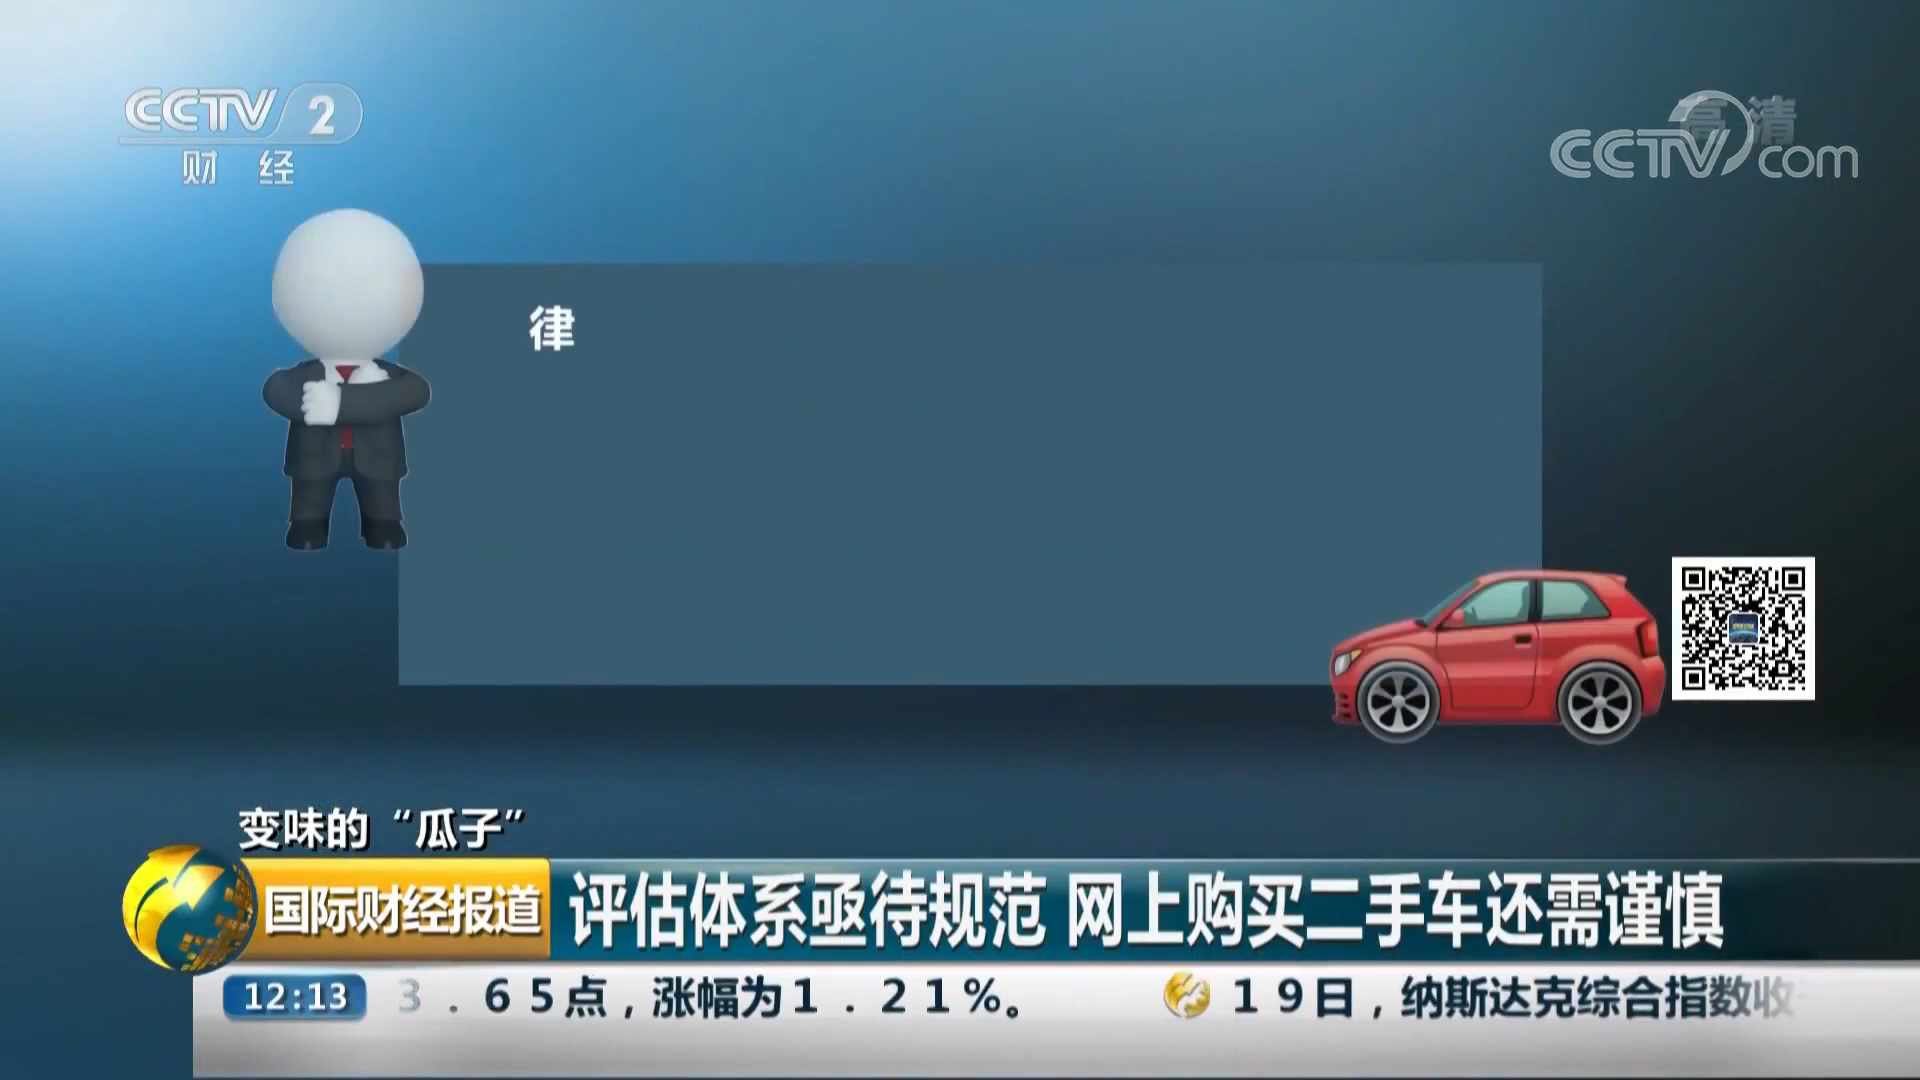 CCTV 2
财 经
高清
CCTV com
律
变味的“瓜子”
国际财经报道
评估体系亟待规范 网上购买二手车还需谨慎
12:13
3.65点，涨幅为1.21%。 19日，纳斯达克综合指数收